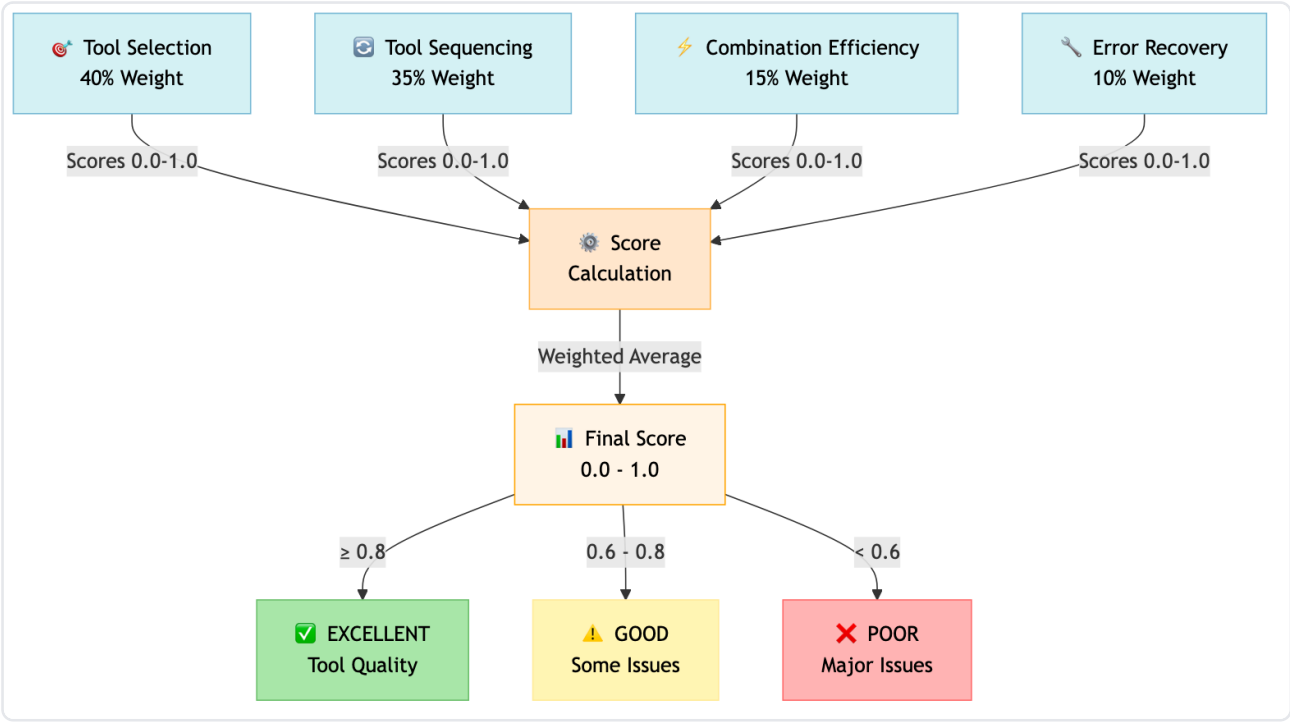 Tool Selection
40% Weight
Tool Sequencing
35% Weight
Combination Efficiency
15% Weight
Error Recovery
10% Weight
Scores 0.0-1.0
Scores 0.0-1.0
Scores 0.0-1.0
Scores 0.0-1.0
Score
Calculation
Weighted Average
Final Score
0.0 - 1.0
≥ 0.8
0.6 - 0.8
< 0.6
EXCELLENT
Tool Quality
GOOD
Some Issues
POOR
Major Issues